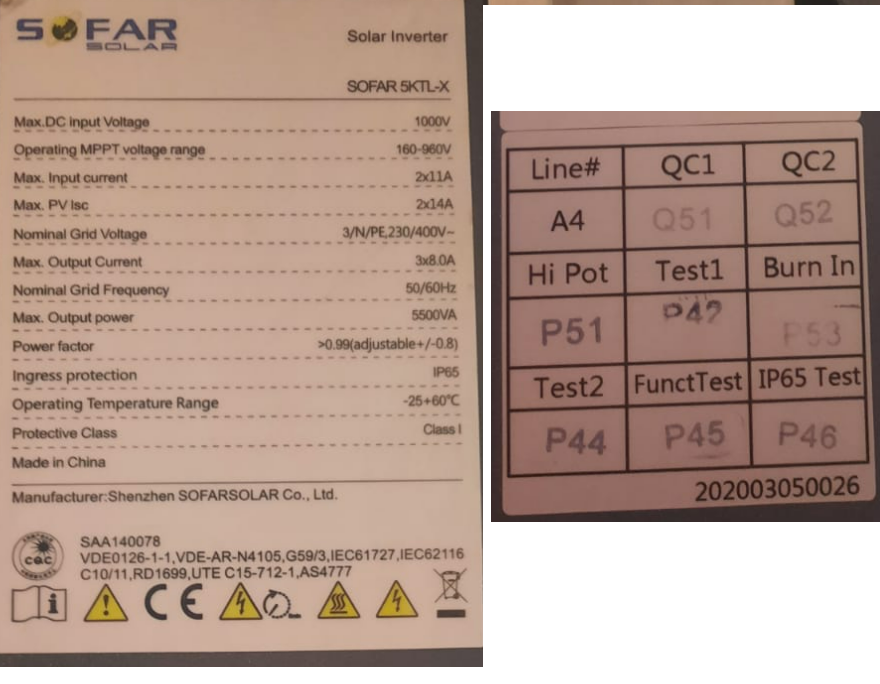 SOFAR
SOLAR
Solar Inverter
SOFAR 5KTL-X
Max.DC input Voltage 1000V
Operating MPPT voltage range 160-960V
Max. Input current 2x11A
Max. PV Isc 2x14A
Nominal Grid Voltage 3/N/PE,230/400V~
Max. Output Current 3x8.0A
Nominal Grid Frequency 50/60Hz
Max. Output power 5500VA
Power factor >0.99(adjustable+/-0.8)
Ingress protection IP65
Operating Temperature Range -25+60℃
Protective Class Class I
Made in China
Manufacturer:Shenzhen SOFARSOLAR Co., Ltd.
cec
SAA140078
VDE0126-1-1,VDE-AR-N4105,G59/3,IEC61727,IEC62116
C10/11,RD1699,UTE C15-712-1,AS4777
i CE
Line# QC1 QC2
A4 Q51 Q52
Hi Pot Test1 Burn In
P51 P42 P53
Test2 FunctTest IP65 Test
P44 P45 P46
202003050026